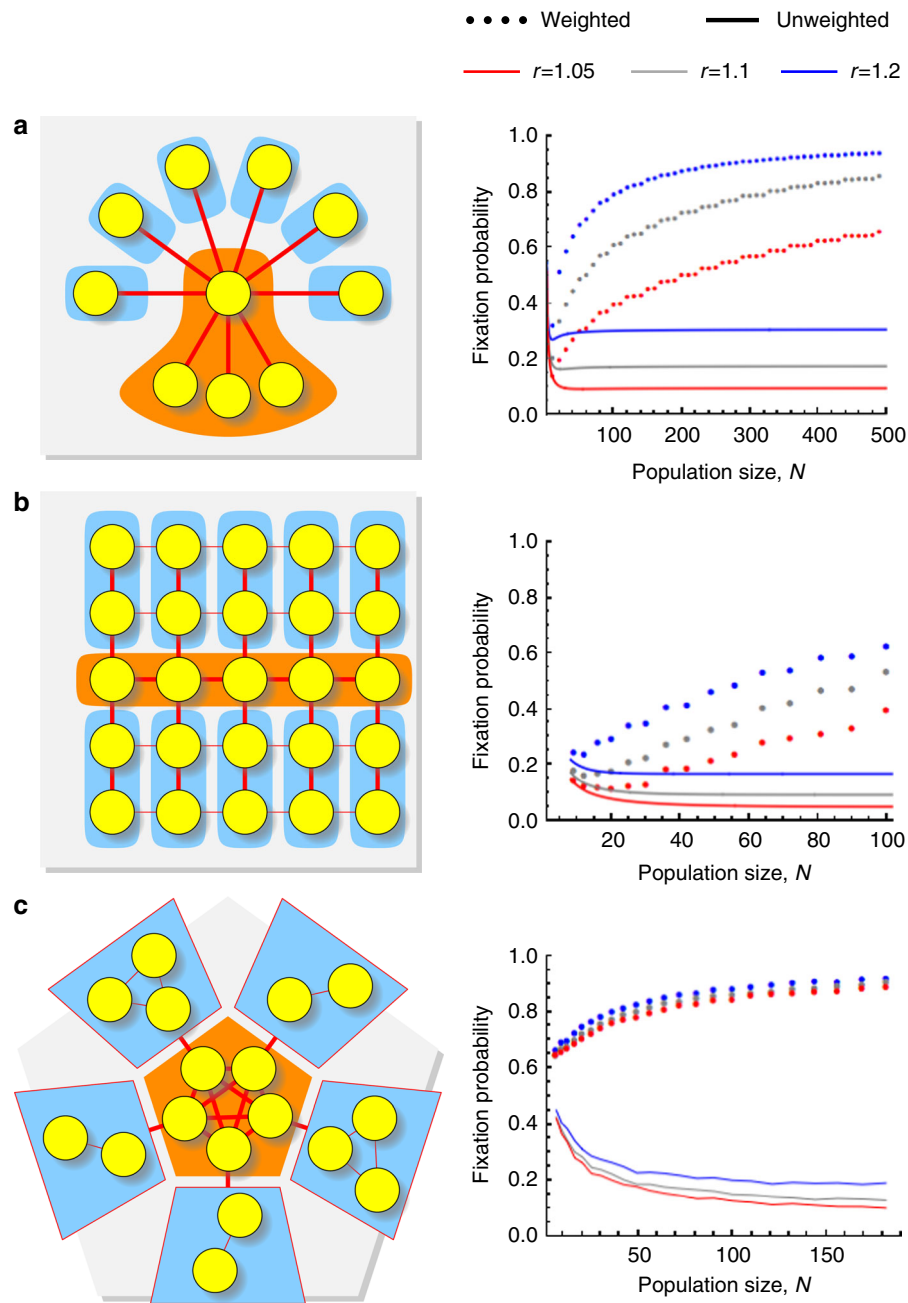 Weighted Unweighted
r=1.05 r=1.1 r=1.2
a
1.0
0.8
0.6
0.4
0.2
0.0
Fixation probability
100 200 300 400 500
Population size, N
b
1.0
0.8
0.6
0.4
0.2
0.0
Fixation probability
20 40 60 80 100
Population size, N
c
1.0
0.8
0.6
0.4
0.2
0.0
Fixation probability
50 100 150
Population size, N